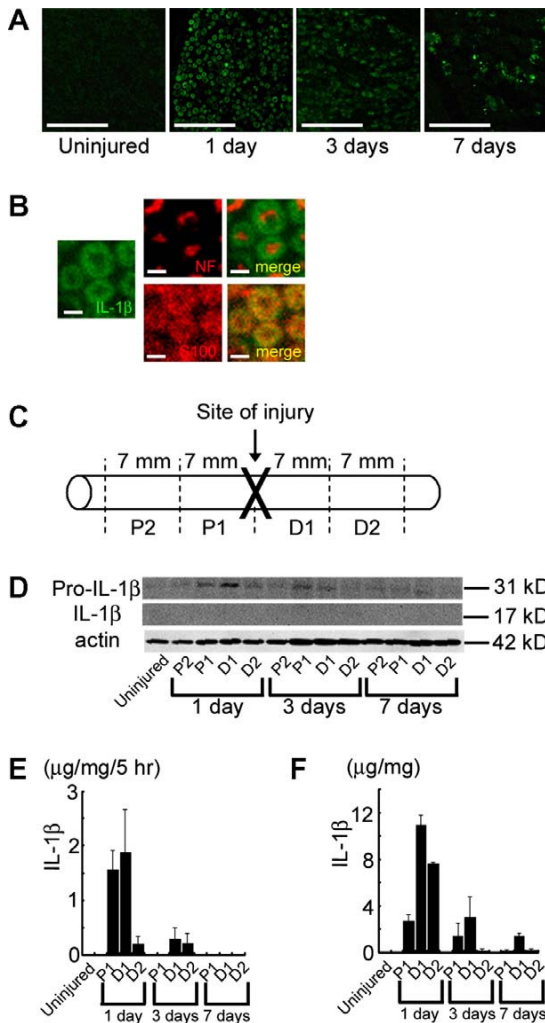 A
Uninjured 1 day 3 days 7 days
B
IL-1β NF merge
S100 merge
C
Site of injury
7 mm 7 mm 7 mm 7 mm
P2 P1 D1 D2
D
Pro-IL-1β 31 kD
IL-1β 17 kD
actin 42 kD
Uninjured P2 P1 D1 D2 P2 P1 D1 D2 P2 P1 D1 D2
1 day 3 days 7 days
E (μg/mg/5 hr)
IL-1β
3
2
1
0
Uninjured P1 D1 D2 P1 D1 D2 P1 D1 D2
1 day 3 days 7 days
F (μg/mg)
IL-1β
12
8
4
0
Uninjured P1 D1 D2 P1 D1 D2 P1 D1 D2
1 day 3 days 7 days